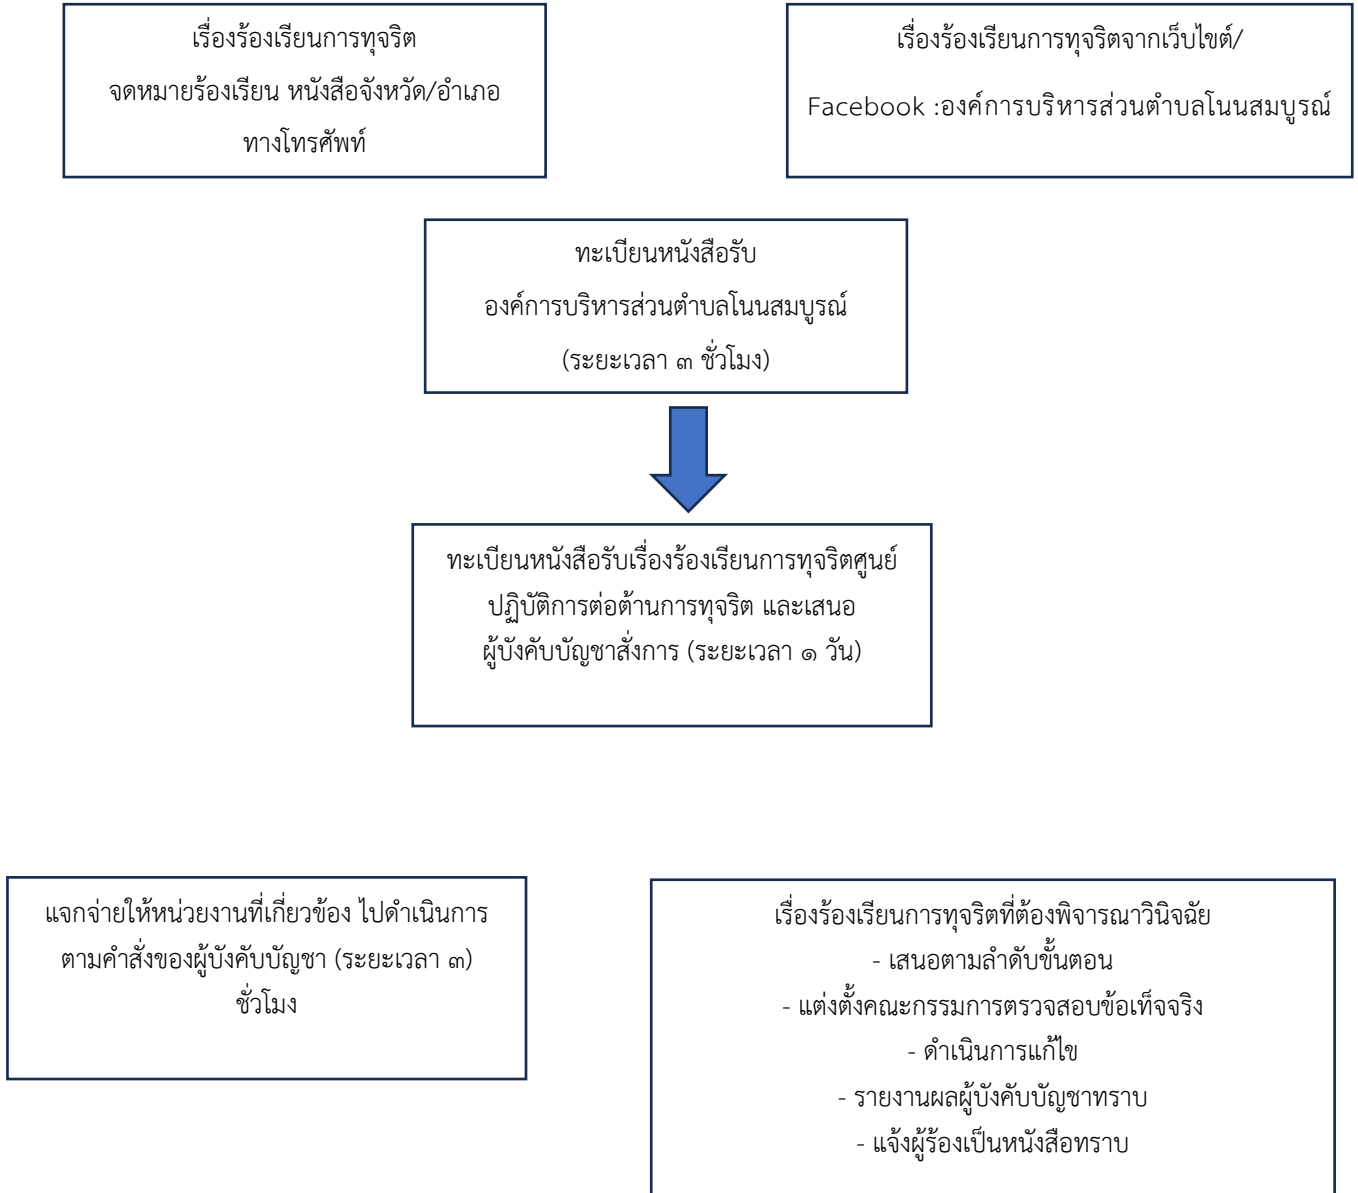 เรื่องร้องเรียนการทุจริต
จดหมายร้องเรียน หนังสือจังหวัด/อำเภอ
ทางโทรศัพท์
เรื่องร้องเรียนการทุจริตจากเว็บไขต์/
Facebook :องค์การบริหารส่วนตำบลโนนสมบูรณ์
ทะเบียนหนังสือรับ
องค์การบริหารส่วนตำบลโนนสมบูรณ์
(ระยะเวลา ๓ ชั่วโมง)
ทะเบียนหนังสือรับเรื่องร้องเรียนการทุจริตศูนย์
ปฏิบัติการต่อต้านการทุจริต และเสนอ
ผู้บังคับบัญชาสั่งการ (ระยะเวลา ๑ วัน)
แจกจ่ายให้หน่วยงานที่เกี่ยวข้อง ไปดำเนินการ
ตามคำสั่งของผู้บังคับบัญชา (ระยะเวลา ๓)
ชั่วโมง
เรื่องร้องเรียนการทุจริตที่ต้องพิจารณาวินิจฉัย
- เสนอตามลำดับขั้นตอน
- แต่งตั้งคณะกรรมการตรวจสอบข้อเท็จจริง
- ดำเนินการแก้ไข
- รายงานผลผู้บังคับบัญชาทราบ
- แจ้งผู้ร้องเป็นหนังสือทราบ